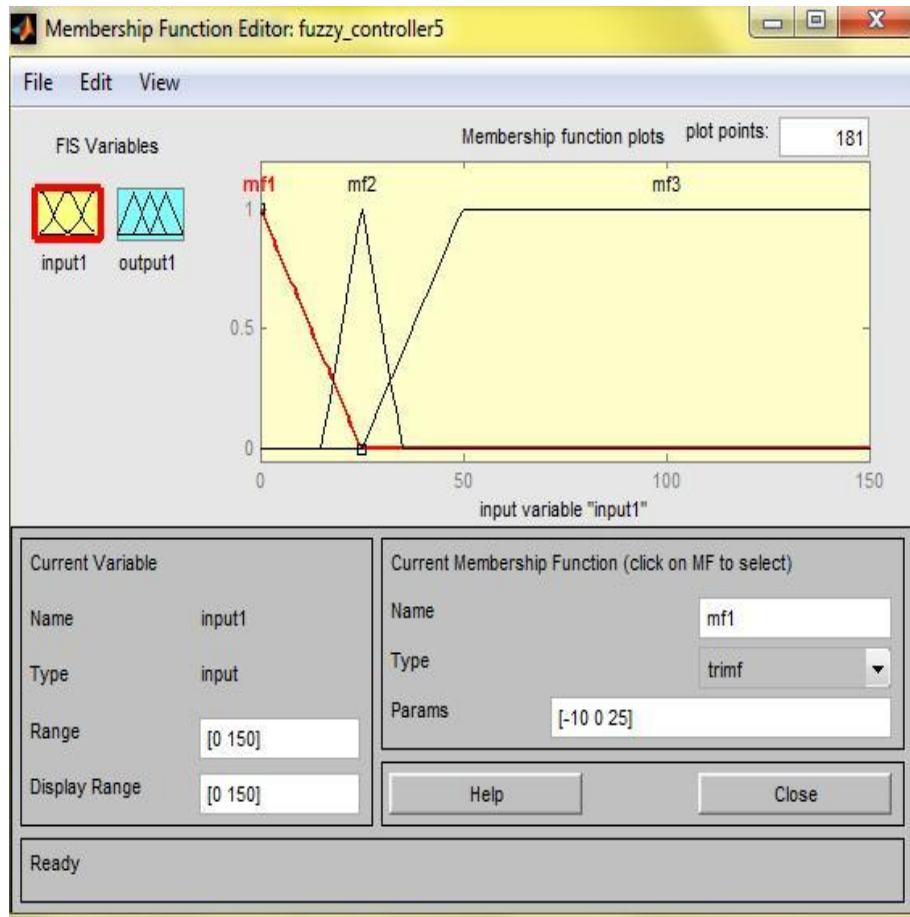 Membership Function Editor: fuzzy_controller5
File Edit View
FIS Variables
Membership function plots plot points: 181
mf1 mf2 mf3
input1 output1
1
0.5
0
0 50 100 150
input variable "input1"
Current Variable
Name input1
Type input
Range [0 150]
Display Range [0 150]
Current Membership Function (click on MF to select)
Name mf1
Type trimf
Params [-10 0 25]
Help Close
Ready